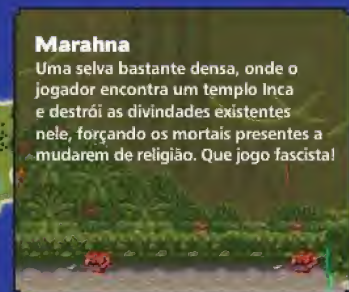 Marahna
Uma selva bastante densa, onde o
jogador encontra um templo Inca
e destrói as divindades existentes
nele, forçando os mortais presentes a
mudarem de religião. Que jogo fascista!